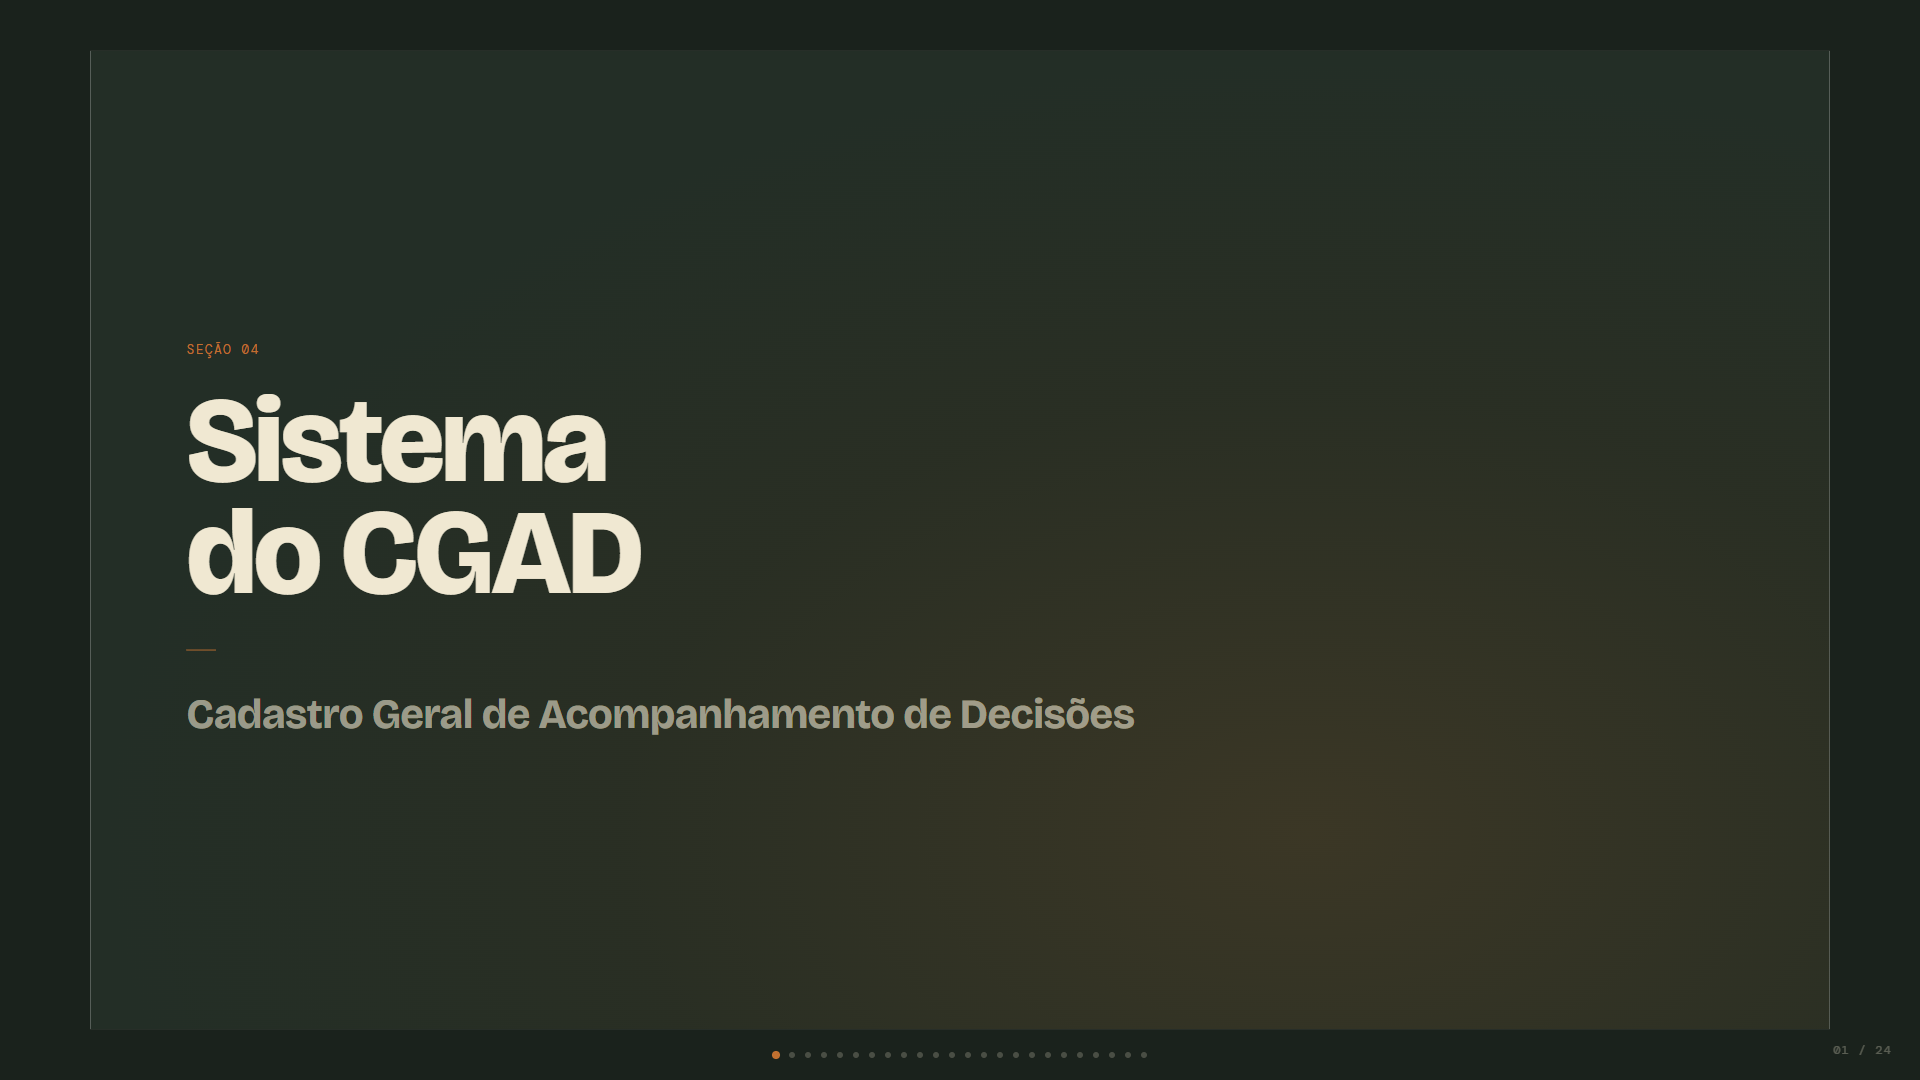 SEÇÃO 04
Sistema
do CGAD
Cadastro Geral de Acompanhamento de Decisões
01 / 24